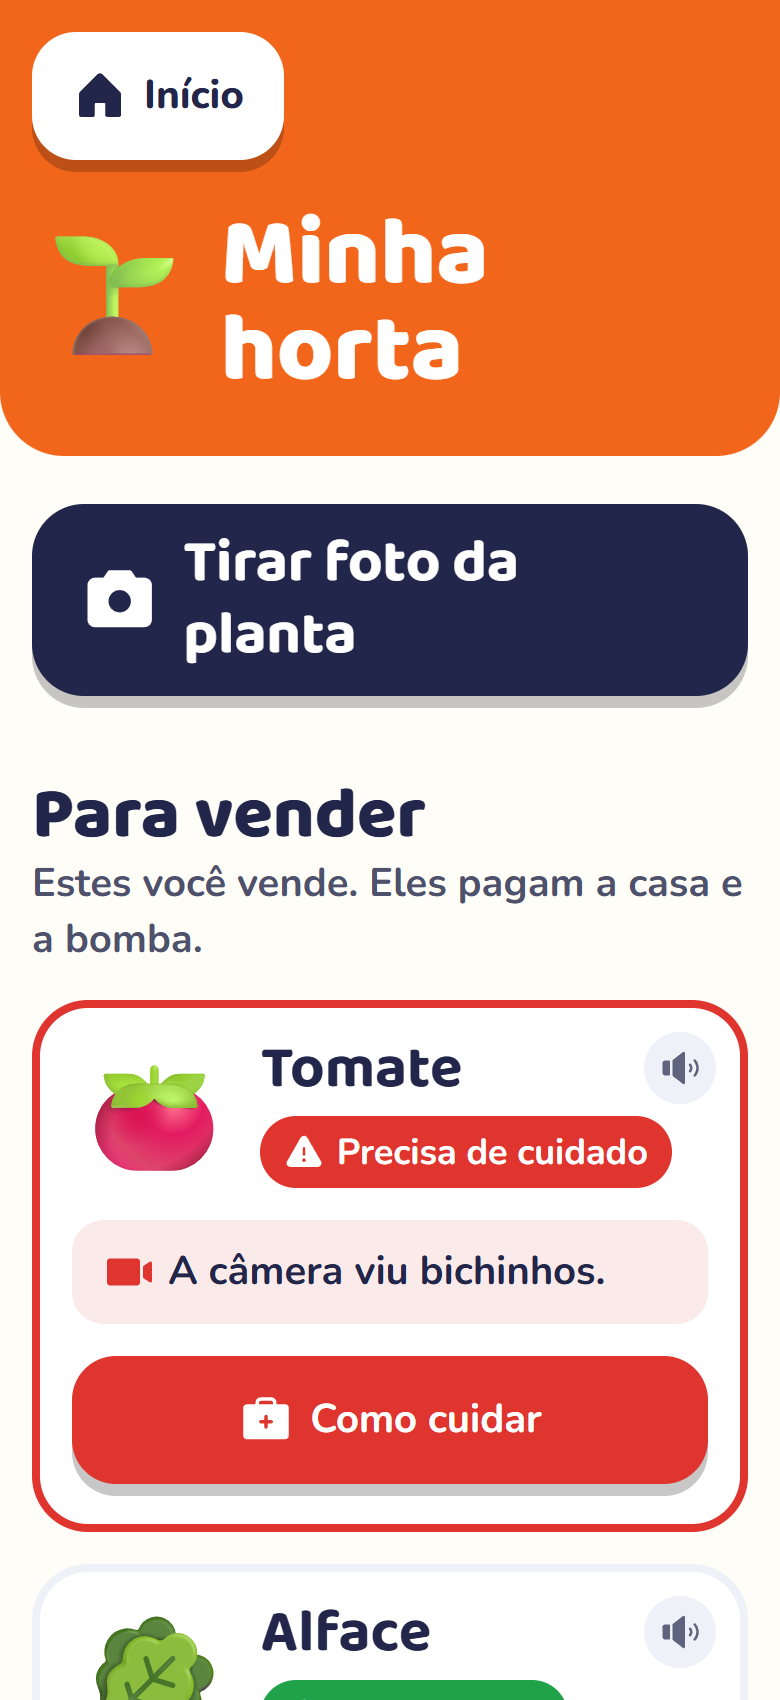 Início
Minha
horta
Tirar foto da
planta
Para vender
Estes você vende. Eles pagam a casa e
a bomba.
Tomate
Precisa de cuidado
A câmera viu bichinhos.
Como cuidar
Alface